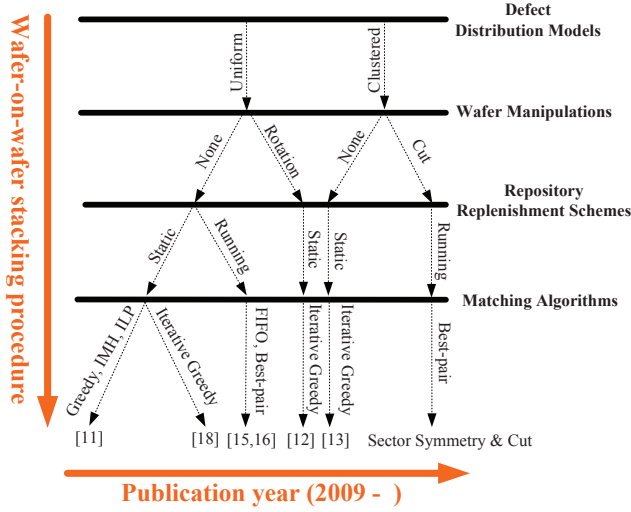 Defect
Distribution Models
Wafer-on-wafer stacking procedure
Uniform
Clustered
Wafer Manipulations
None
Rotation
None
Cut
Repository
Replenishment Schemes
Static
Running
Static
Static
Running
Matching Algorithms
Greedy, IMH, ILP
Iterative Greedy
FIFO, Best-pair
Iterative Greedy
Iterative Greedy
Best-pair
[11]
[18]
[15,16]
[12]
[13]
Sector Symmetry & Cut
Publication year (2009 - )